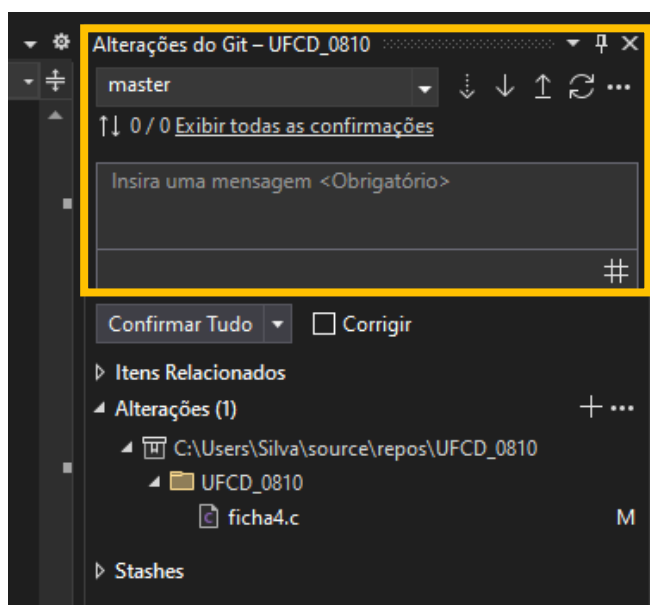 Alterações do Git – UFCD_0810
master
0 / 0 Exibir todas as confirmações
Insira uma mensagem <Obrigatório>
Confirmar Tudo Corrigir
Itens Relacionados
Alterações (1)
C:\Users\Silva\source\repos\UFCD_0810
UFCD_0810
ficha4.c M
Stashes